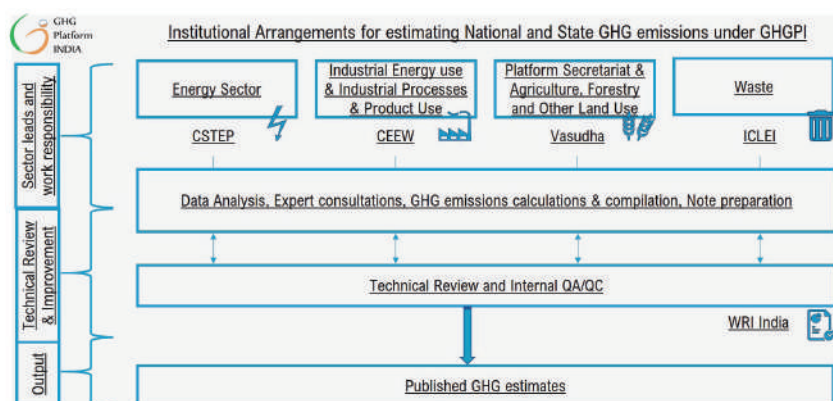 GHG
Platform
INDIA
Institutional Arrangements for estimating National and State GHG emissions under GHGPI
Sector leads and
work responsibility
Energy Sector
Industrial Energy use
& Industrial Processes
& Product Use
Platform Secretariat &
Agriculture, Forestry
and Other Land Use
Waste
CSTEP
CEEW
Vasudha
ICLEI
Data Analysis, Expert consultations, GHG emissions calculations & compilation, Note preparation
Technical Review
& Improvement
Technical Review and Internal QA/QC
WRI India
Output
Published GHG estimates